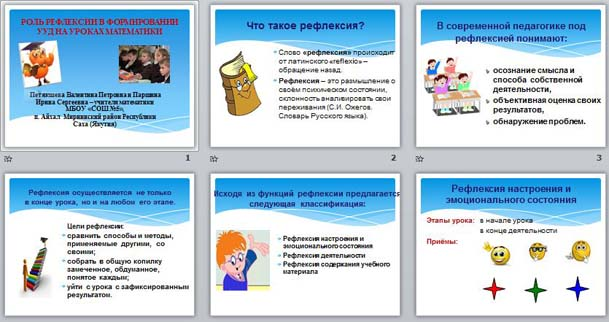 РОЛЬ РЕФЛЕКСИИ В ФОРМИРОВАНИИ
УУД НА УРОКАХ МАТЕМАТИКИ
Петякшева Валентина Петровна и Паршина
Ирина Сергеевна – учителя математики
МБОУ «СОШ №5»,
п. Айхал Мирнинский район Республики
Саха (Якутия)
1
Что такое рефлексия?
Слово «рефлексия» происходит
от латинского «reflexio» –
обращение назад.
Рефлексия – это размышление о
своём психическом состоянии,
склонность анализировать свои
переживания (С.И. Ожегов.
Словарь Русского языка).
2
В современной педагогике под
рефлексией понимают:
осознание смысла и
способа собственной
деятельности,
объективная оценка своих
результатов,
обнаружение проблем.
3
Рефлексия осуществляется не только
в конце урока, но и на любом его этапе.
Цели рефлексии:
сравнить способы и методы,
применяемые другими, со
своими;
собрать в общую копилку
замеченное, обдуманное,
понятое каждым;
уйти с урока с зафиксированным
результатом.
Исходя из функций рефлексии предлагается
следующая классификация:
Рефлексия настроения и
эмоционального состояния
Рефлексия деятельности
Рефлексия содержания учебного
материала
Рефлексия настроения и
эмоционального состояния
Этапы урока: в начале урока
в конце деятельности
Приёмы: